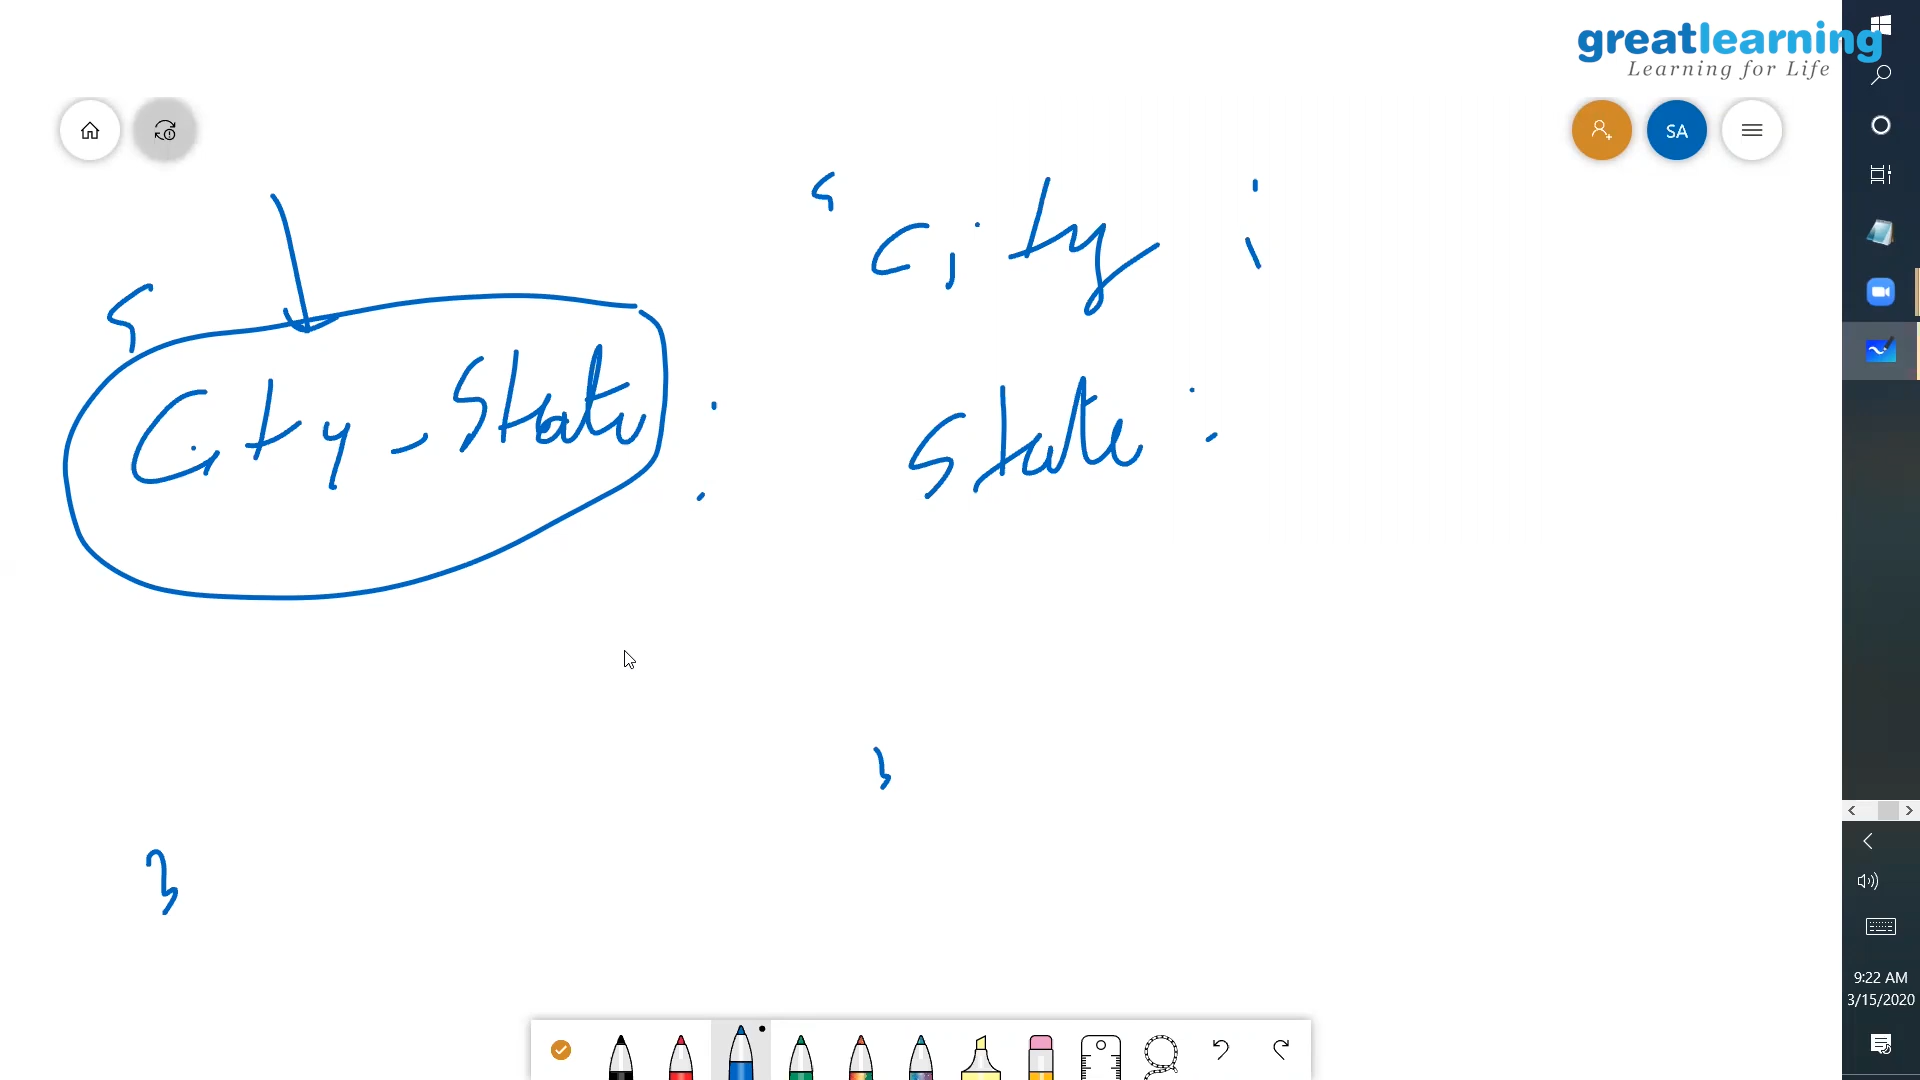 greatlearning
Learning for Life
SA
{
City_State :
}
{
City :
State :
}
9:22 AM
3/15/2020